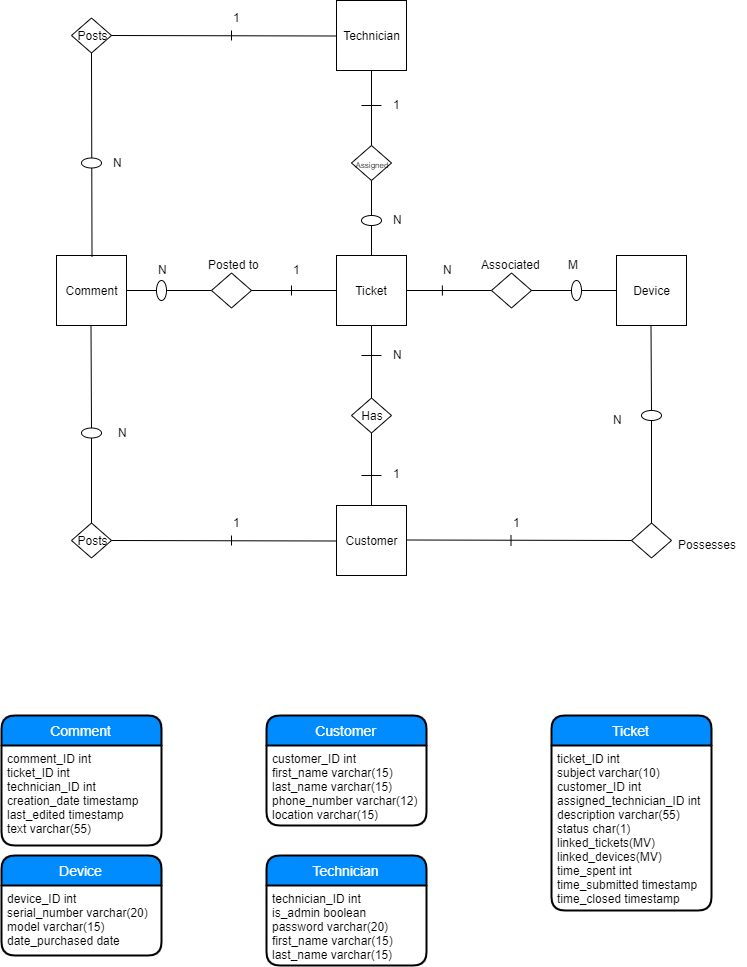 1
Posts
Technician
1
Assigned
N
N
Comment
N
Posted to
1
Ticket
N
Associated
M
Device
N
Has
N
N
1
Posts
1
Customer
1
Possesses
Comment
comment_ID int
ticket_ID int
technician_ID int
creation_date timestamp
last_edited timestamp
text varchar(55)
Customer
customer_ID int
first_name varchar(15)
last_name varchar(15)
phone_number varchar(12)
location varchar(15)
Ticket
ticket_ID int
subject varchar(10)
customer_ID int
assigned_technician_ID int
description varchar(55)
status char(1)
linked_tickets(MV)
linked_devices(MV)
time_spent int
time_submitted timestamp
time_closed timestamp
Device
device_ID int
serial_number varchar(20)
model varchar(15)
date_purchased date
Technician
technician_ID int
is_admin boolean
password varchar(20)
first_name varchar(15)
last_name varchar(15)